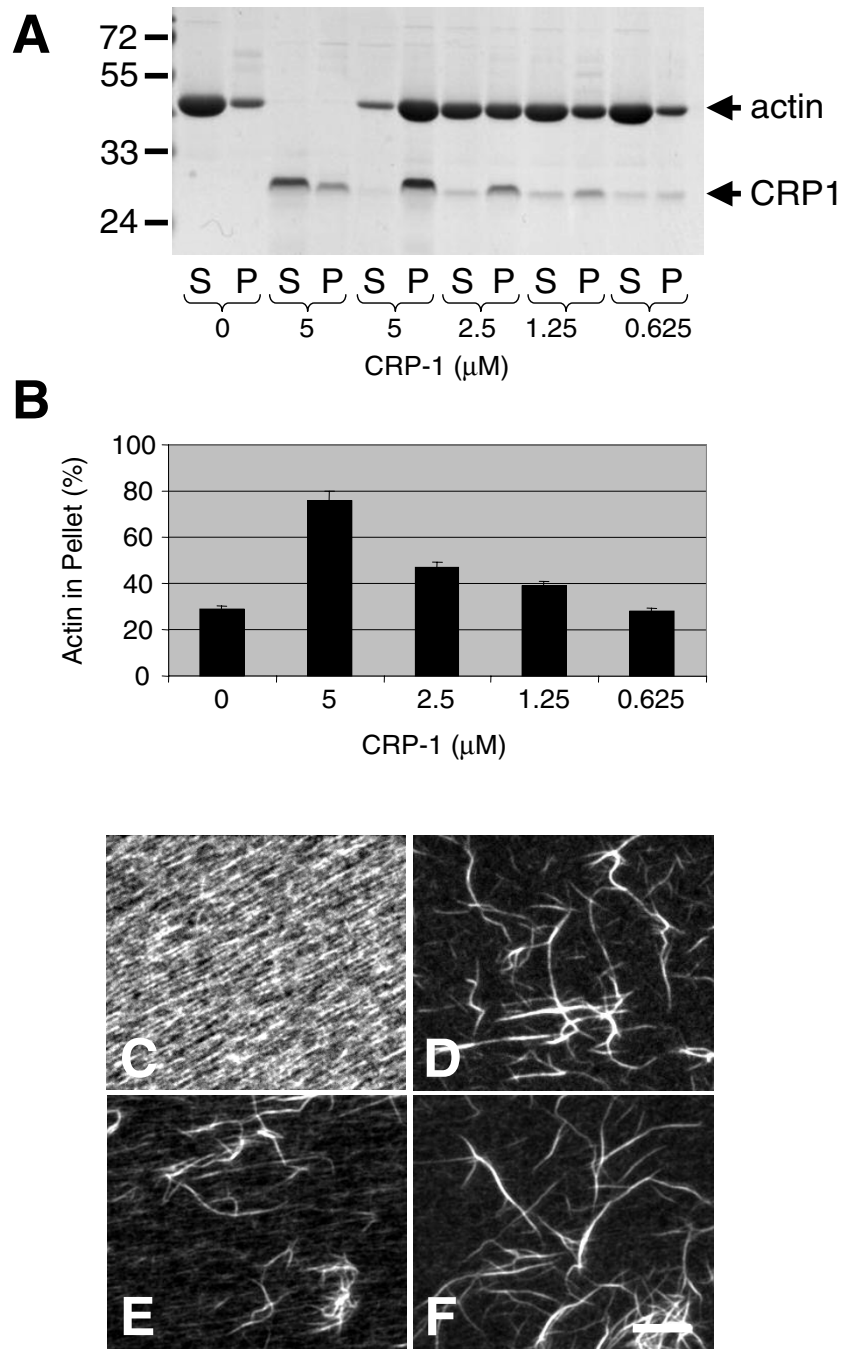 A
72
55
actin
33
CRP1
24
S P S P S P S P S P S P
0 5 5 2.5 1.25 0.625
CRP-1 (μM)
B
100
80
60
40
20
0
Actin in Pellet (%)
0 5 2.5 1.25 0.625
CRP-1 (μM)
C
D
E
F